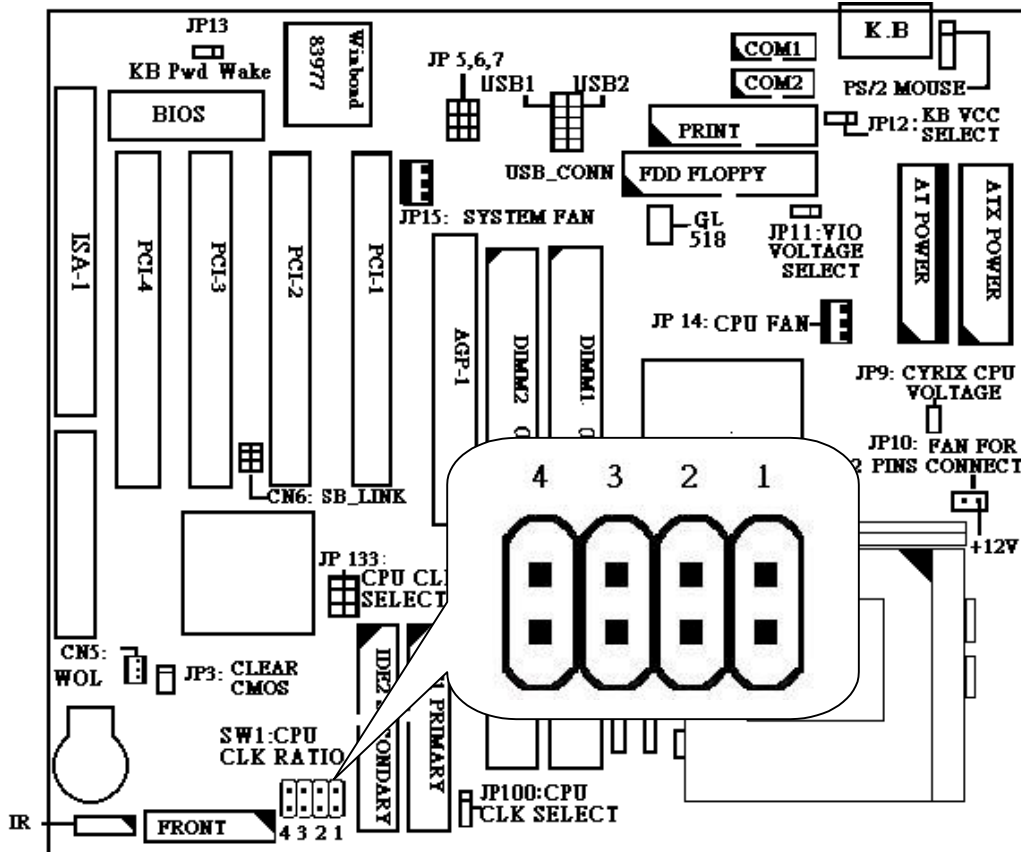 JP13
KB Pwd Wake
Winbond
83977
JP 5,6,7
USB1
USB2
COM1
COM2
K.B
PS/2 MOUSE
BIOS
PRINT
JP12: KB VCC
SELECT
USB_CONN
FDD FLOPPY
JP15: SYSTEM FAN
GL
518
JP11:VIO
VOLTAGE
SELECT
AT POWER
ATX POWER
ISA-1
PCI-4
PCI-3
PCI-2
PCI-1
AGP-1
DIMM2
DIMM1
JP 14: CPU FAN
JP9: CYRIX CPU
VOLTAGE
JP10: FAN FOR
2 PINS CONNECT
+12V
CN6: SB_LINK
4 3 2 1
JP 133:
CPU CL
SELECT
CN5:
WOL
JP3: CLEAR
CMOS
SW1:CPU
CLK RATIO
IDE2
ONDARY
PRIMARY
JP100:CPU
CLK SELECT
IR
FRONT
4 3 2 1